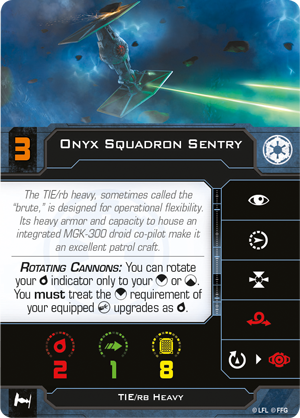 3 Onyx Squadron Sentry
The TIE/rb heavy, sometimes called the
"brute," is designed for operational flexibility.
Its heavy armor and capacity to house an
integrated MGK-300 droid co-pilot make it
an excellent patrol craft.
Rotating Cannons: You can rotate
your indicator only to your or .
You must treat the requirement of
your equipped upgrades as .
2 1 8
TIE/rb Heavy
©LFL ©FFG